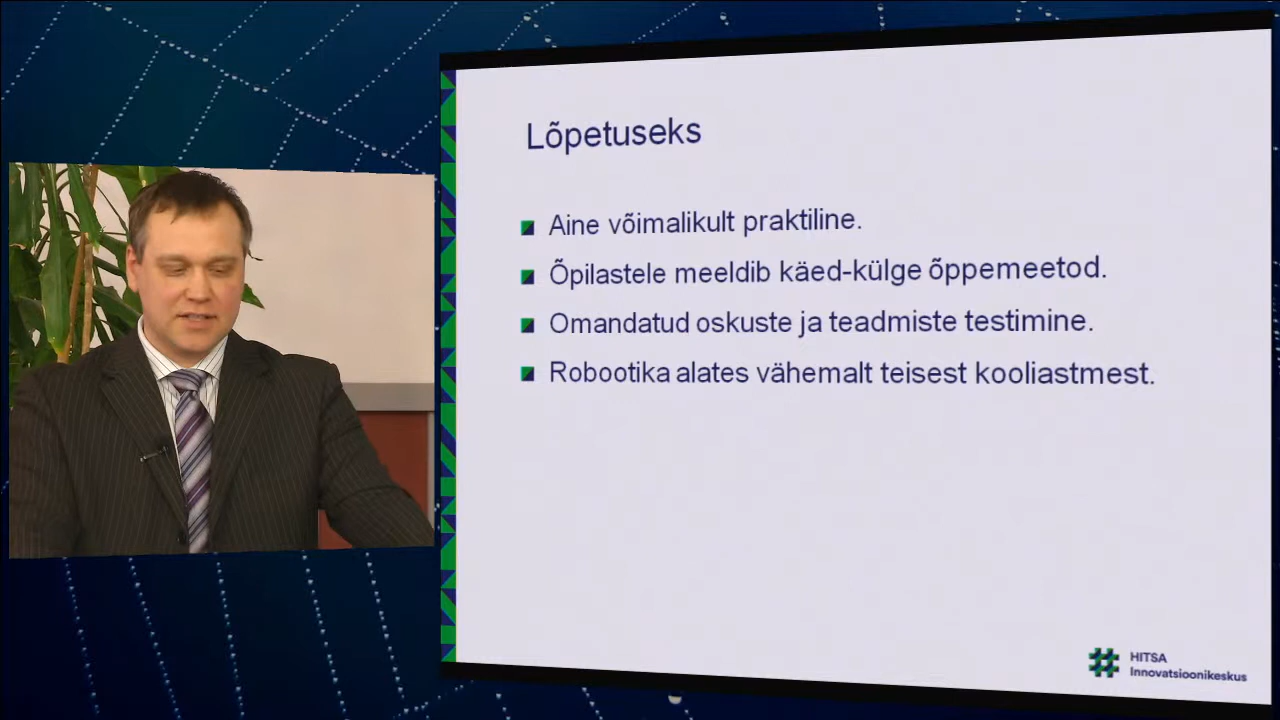 Lõpetuseks
Aine võimalikult praktiline.
Õpilastele meeldib käed-külge õppemeetod.
Omandatud oskuste ja teadmiste testimine.
Robootika alates vähemalt teisest kooliastmest.
HITSA
Innovatsioonikeskus